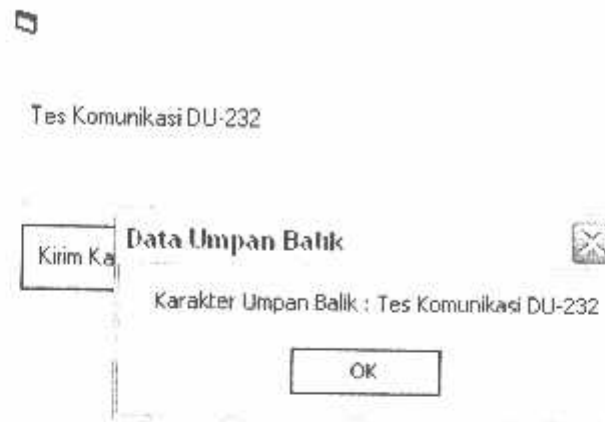 Tes Komunikasi DU-232
Kirim Ka
Data Umpan Balik
Karakter Umpan Balik : Tes Komunikasi DU-232
OK